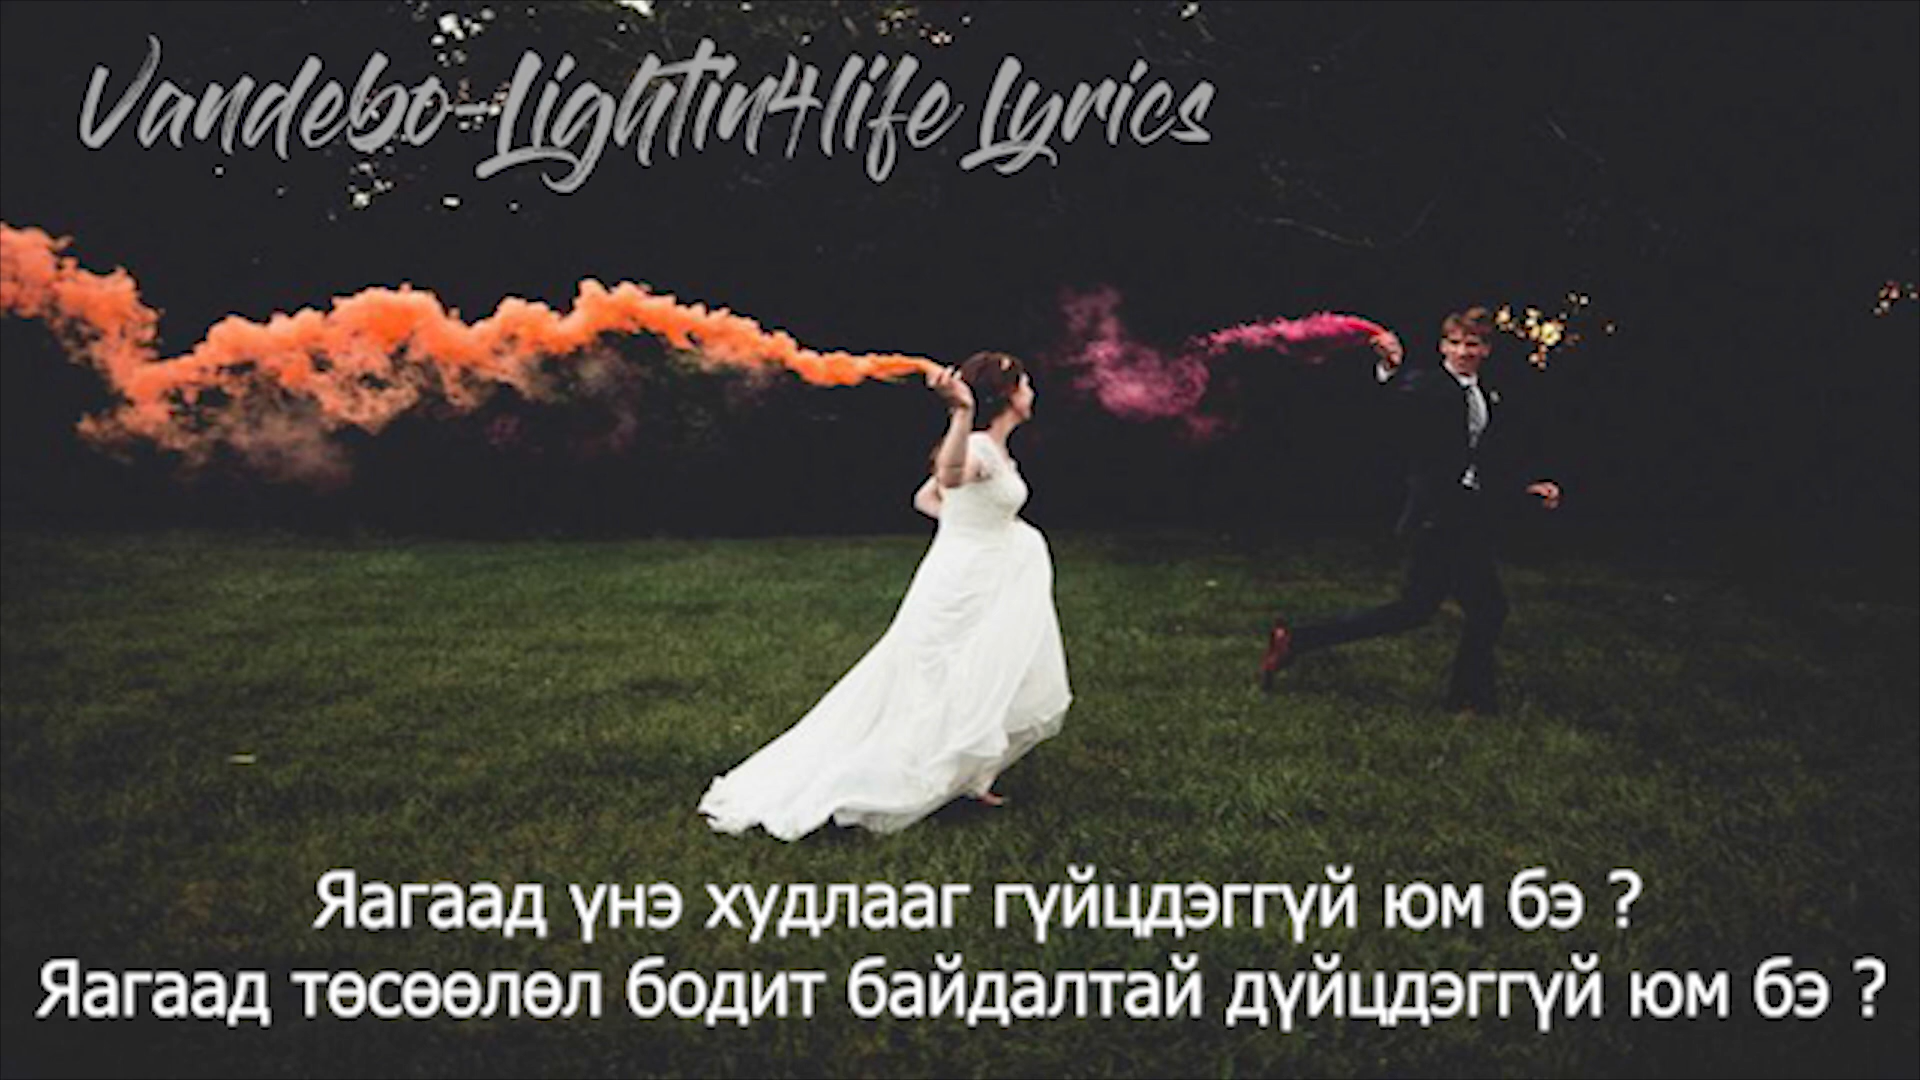 Vandebo-Lightin4life Lyrics
Яагаад үнэ худлааг гүйцдэггүй юм бэ ?
Яагаад төсөөлөл бодит байдалтай дүйцдэггүй юм бэ ?